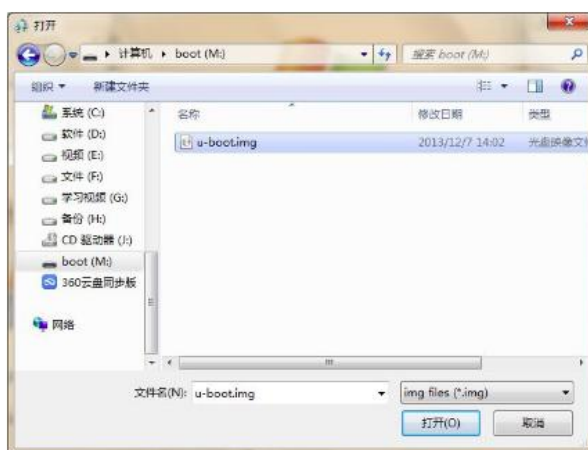 打开
计算机 ▸ boot (M:)
搜索 boot (M:)
组织 ▼ 新建文件夹
名称 修改日期 类型
系统 (C:)
软件 (D:)
视频 (E:)
文件 (F:)
学习视频 (G:)
备份 (H:)
CD 驱动器 (J:)
boot (M:)
360云盘同步版
网络
u-boot.img 2013/12/7 14:02 光盘映像文
文件名(N): u-boot.img
img files (*.img)
打开(O) 取消